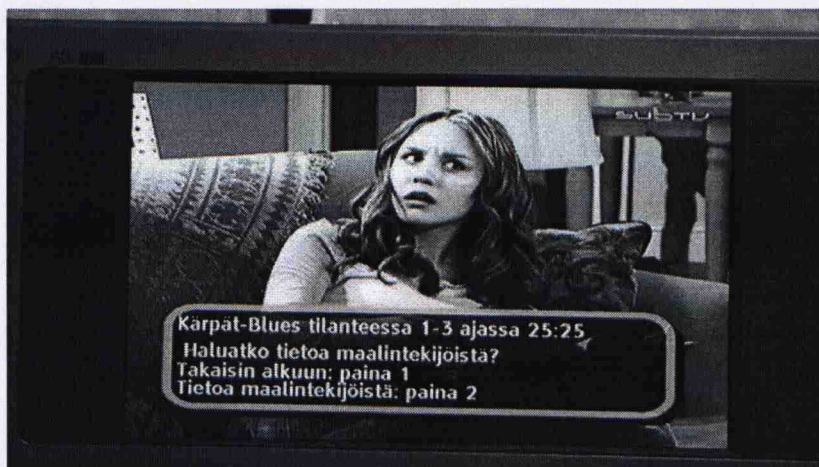 subtv
Kärpät-Blues tilanteessa 1-3 ajassa 25:25
Haluatko tietoa maalintekijöistä?
Takaisin alkuun: paina 1
Tietoa maalintekijöistä: paina 2